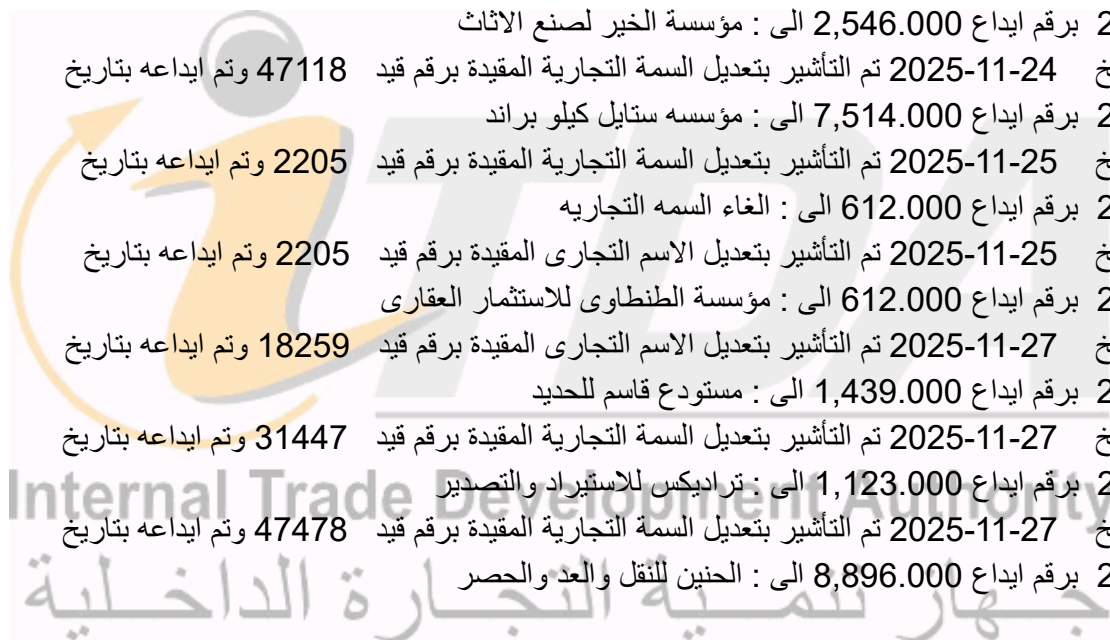 2 برقم ايداع 2,546.000 الى : مؤسسة الخير لصنع الاثاث
خ 24-11-2025 تم التأشير بتعديل السمة التجارية المقيدة برقم قيد 47118 وتم ايداعه بتاريخ
2 برقم ايداع 7,514.000 الى : مؤسسه ستايل كيلو براند
خ 25-11-2025 تم التأشير بتعديل السمة التجارية المقيدة برقم قيد 2205 وتم ايداعه بتاريخ
2 برقم ايداع 612.000 الى : الغاء السمه التجاريه
خ 25-11-2025 تم التأشير بتعديل الاسم التجارى المقيدة برقم قيد 2205 وتم ايداعه بتاريخ
2 برقم ايداع 612.000 الى : مؤسسة الطنطاوى للاستثمار العقارى
خ 27-11-2025 تم التأشير بتعديل الاسم التجارى المقيدة برقم قيد 18259 وتم ايداعه بتاريخ
2 برقم ايداع 1,439.000 الى : مستودع قاسم للحديد
خ 27-11-2025 تم التأشير بتعديل السمة التجارية المقيدة برقم قيد 31447 وتم ايداعه بتاريخ
2 برقم ايداع 1,123.000 الى : تراديكس للاستيراد والتصدير
خ 27-11-2025 تم التأشير بتعديل السمة التجارية المقيدة برقم قيد 47478 وتم ايداعه بتاريخ
2 برقم ايداع 8,896.000 الى : الحنين للنقل والعد والحصر
iTDA
Internal Trade Development Authority
جهاز تنمية التجارة الداخلية